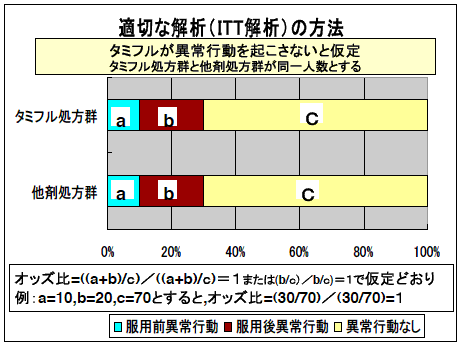 適切な解析（ITT解析）の方法
タミフルが異常行動を起こさないと仮定
タミフル処方群と他剤処方群が同一人数とする
タミフル処方群
a b C
他剤処方群
a b C
0% 20% 40% 60% 80% 100%
オッズ比=((a+b)/c)／((a+b)/c)＝１または(b/c)／b/c)＝1で仮定どおり
例：a=10,b=20,c=70とすると,オッズ比=(30/70)／(30/70)=1
服用前異常行動 服用後異常行動 異常行動なし